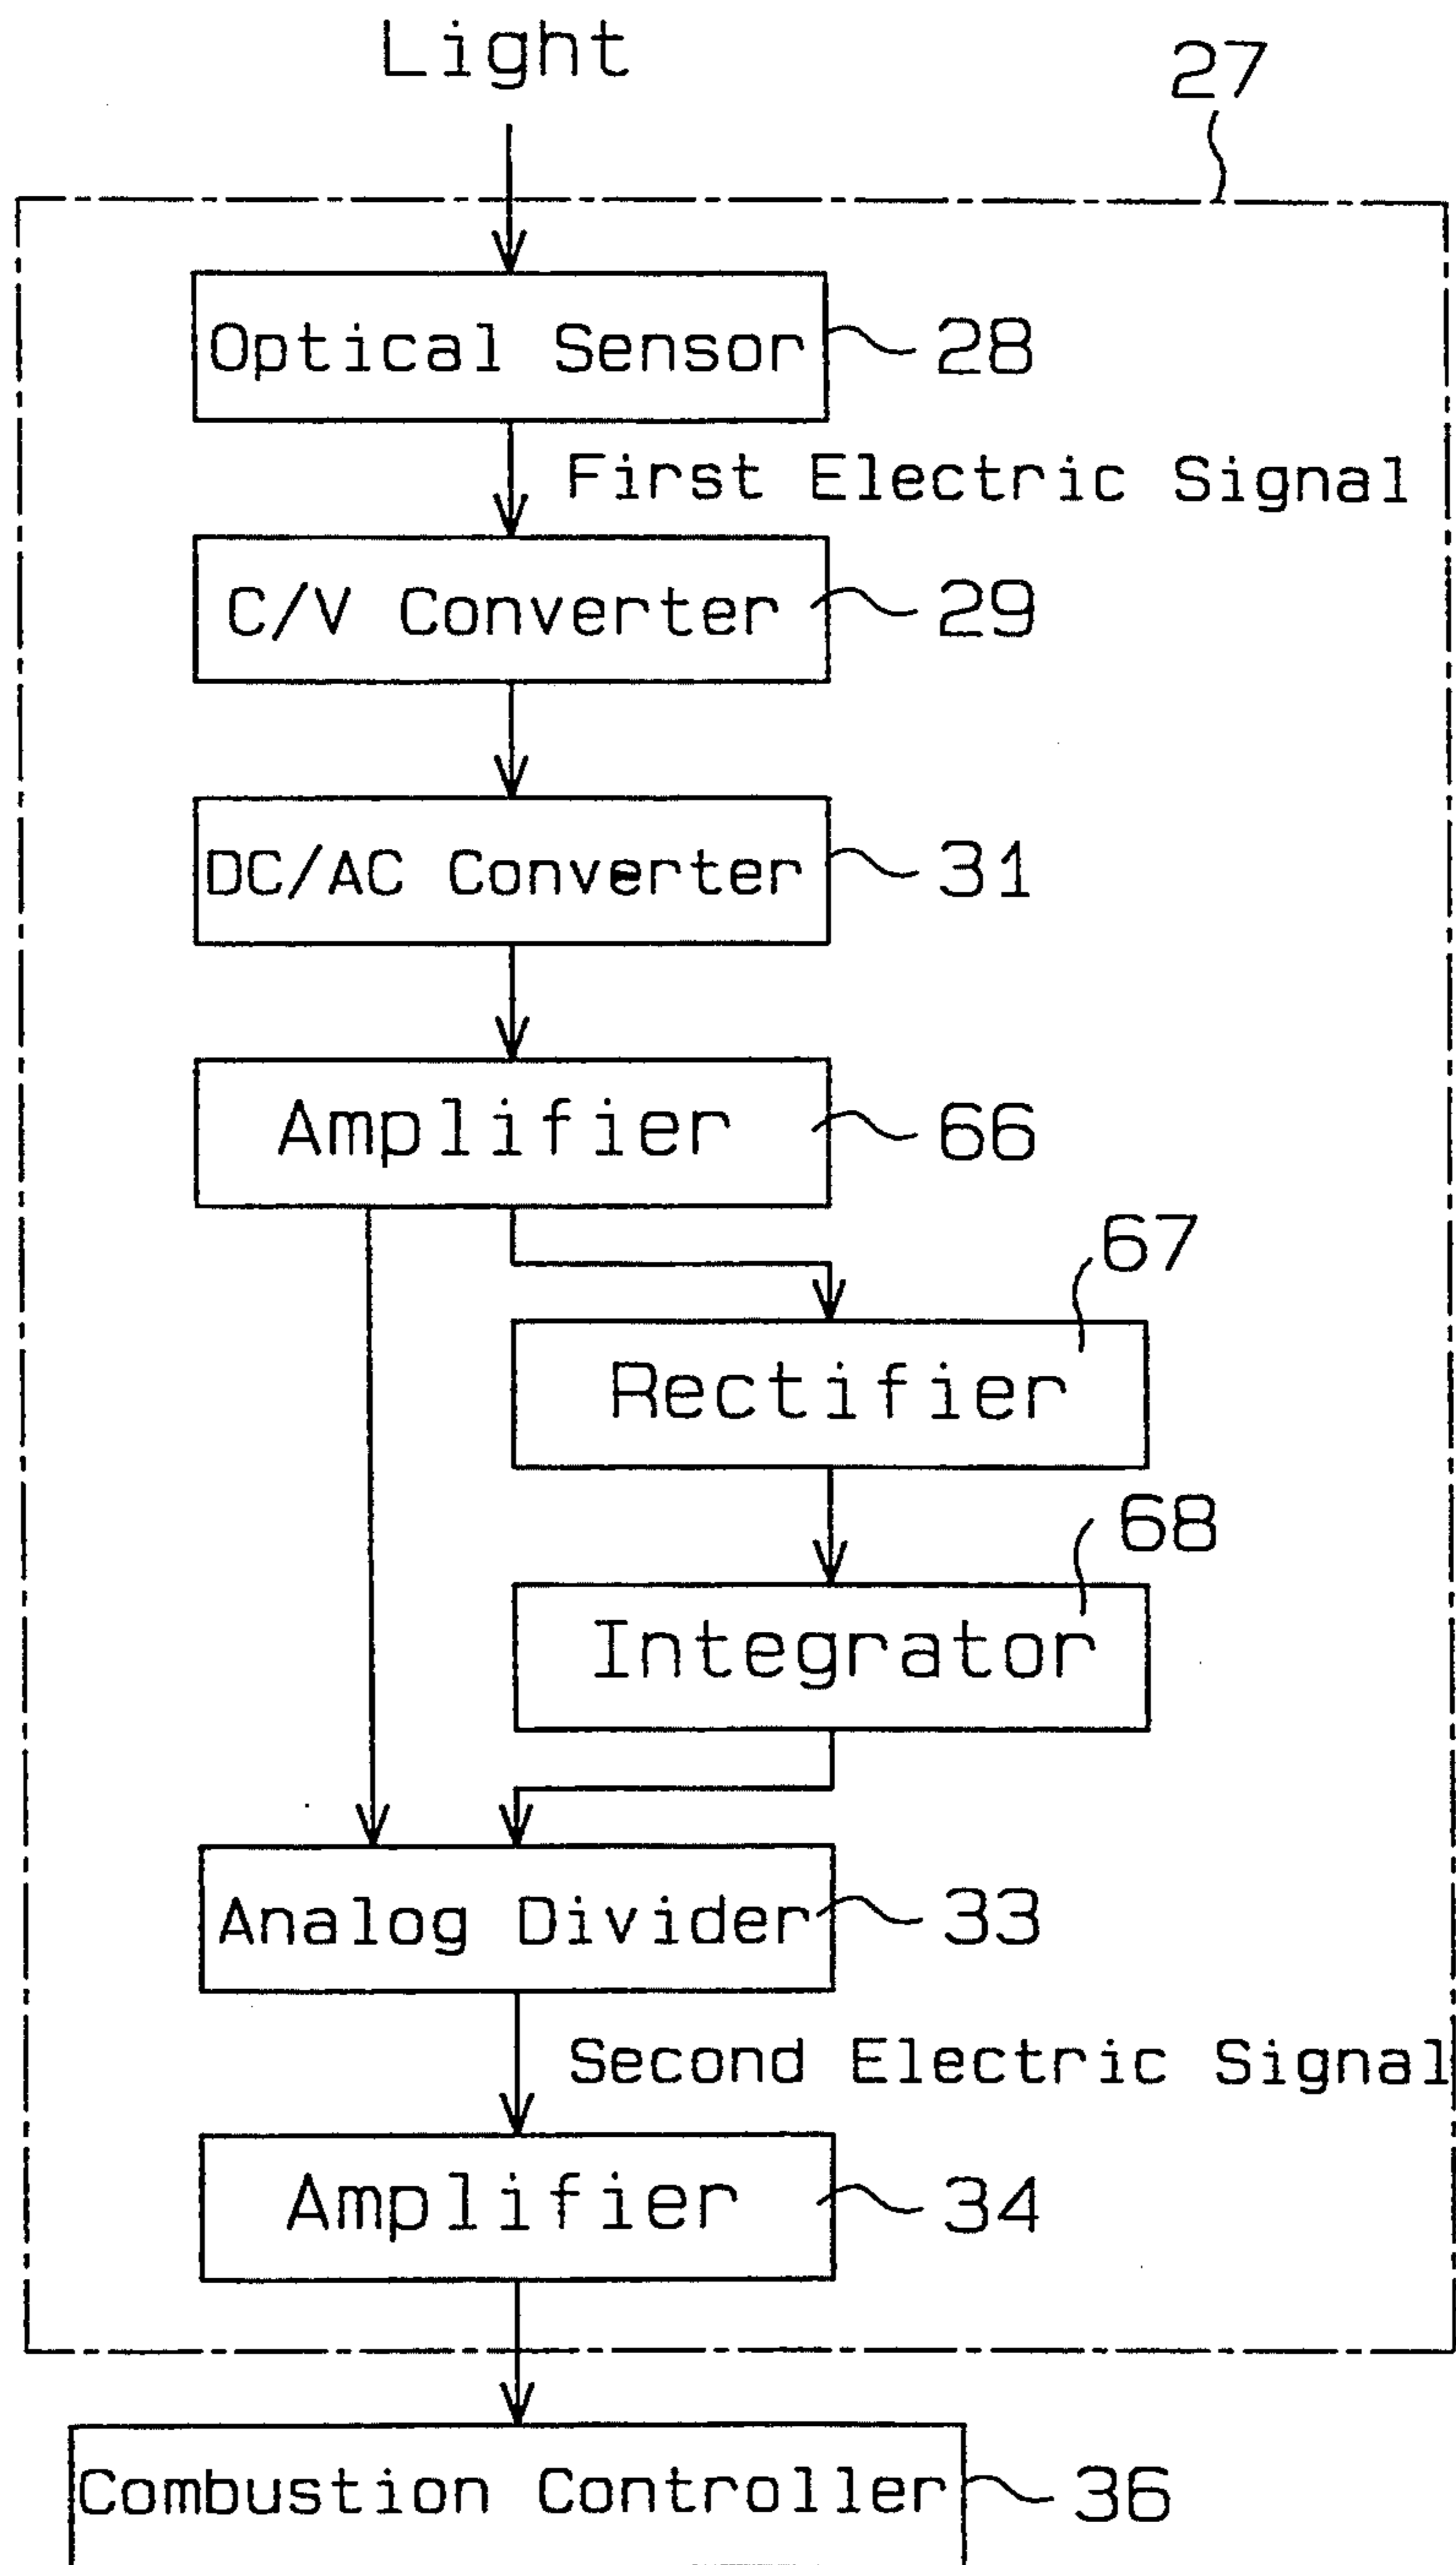 Light
27
Optical Sensor
28
First Electric Signal
C/V Converter
29
DC/AC Converter
31
Amplifier
66
67
Rectifier
68
Integrator
Analog Divider
33
Second Electric Signal
Amplifier
34
Combustion Controller
36